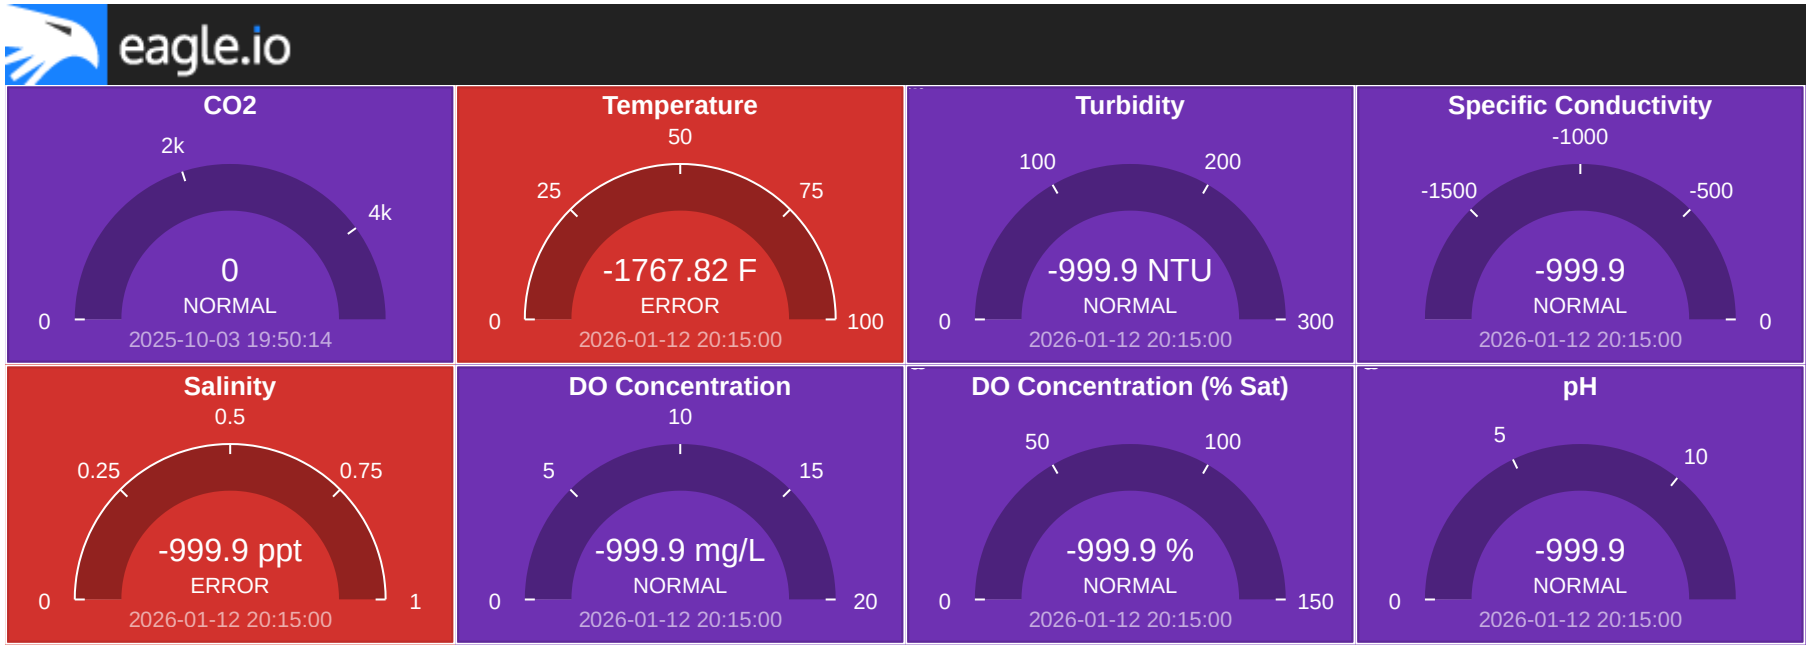 eagle.io
CO2
2k
4k
0
NORMAL
0
2025-10-03 19:50:14
Temperature
50
25
75
-1767.82 F
ERROR
0
100
2026-01-12 20:15:00
Turbidity
100
200
-999.9 NTU
NORMAL
0
300
2026-01-12 20:15:00
Specific Conductivity
-1000
-1500
-500
-999.9
NORMAL
0
2026-01-12 20:15:00
Salinity
0.5
0.25
0.75
-999.9 ppt
ERROR
0
1
2026-01-12 20:15:00
DO Concentration
10
5
15
-999.9 mg/L
NORMAL
0
20
2026-01-12 20:15:00
DO Concentration (% Sat)
50
100
-999.9 %
NORMAL
0
150
2026-01-12 20:15:00
pH
5
10
-999.9
NORMAL
0
2026-01-12 20:15:00